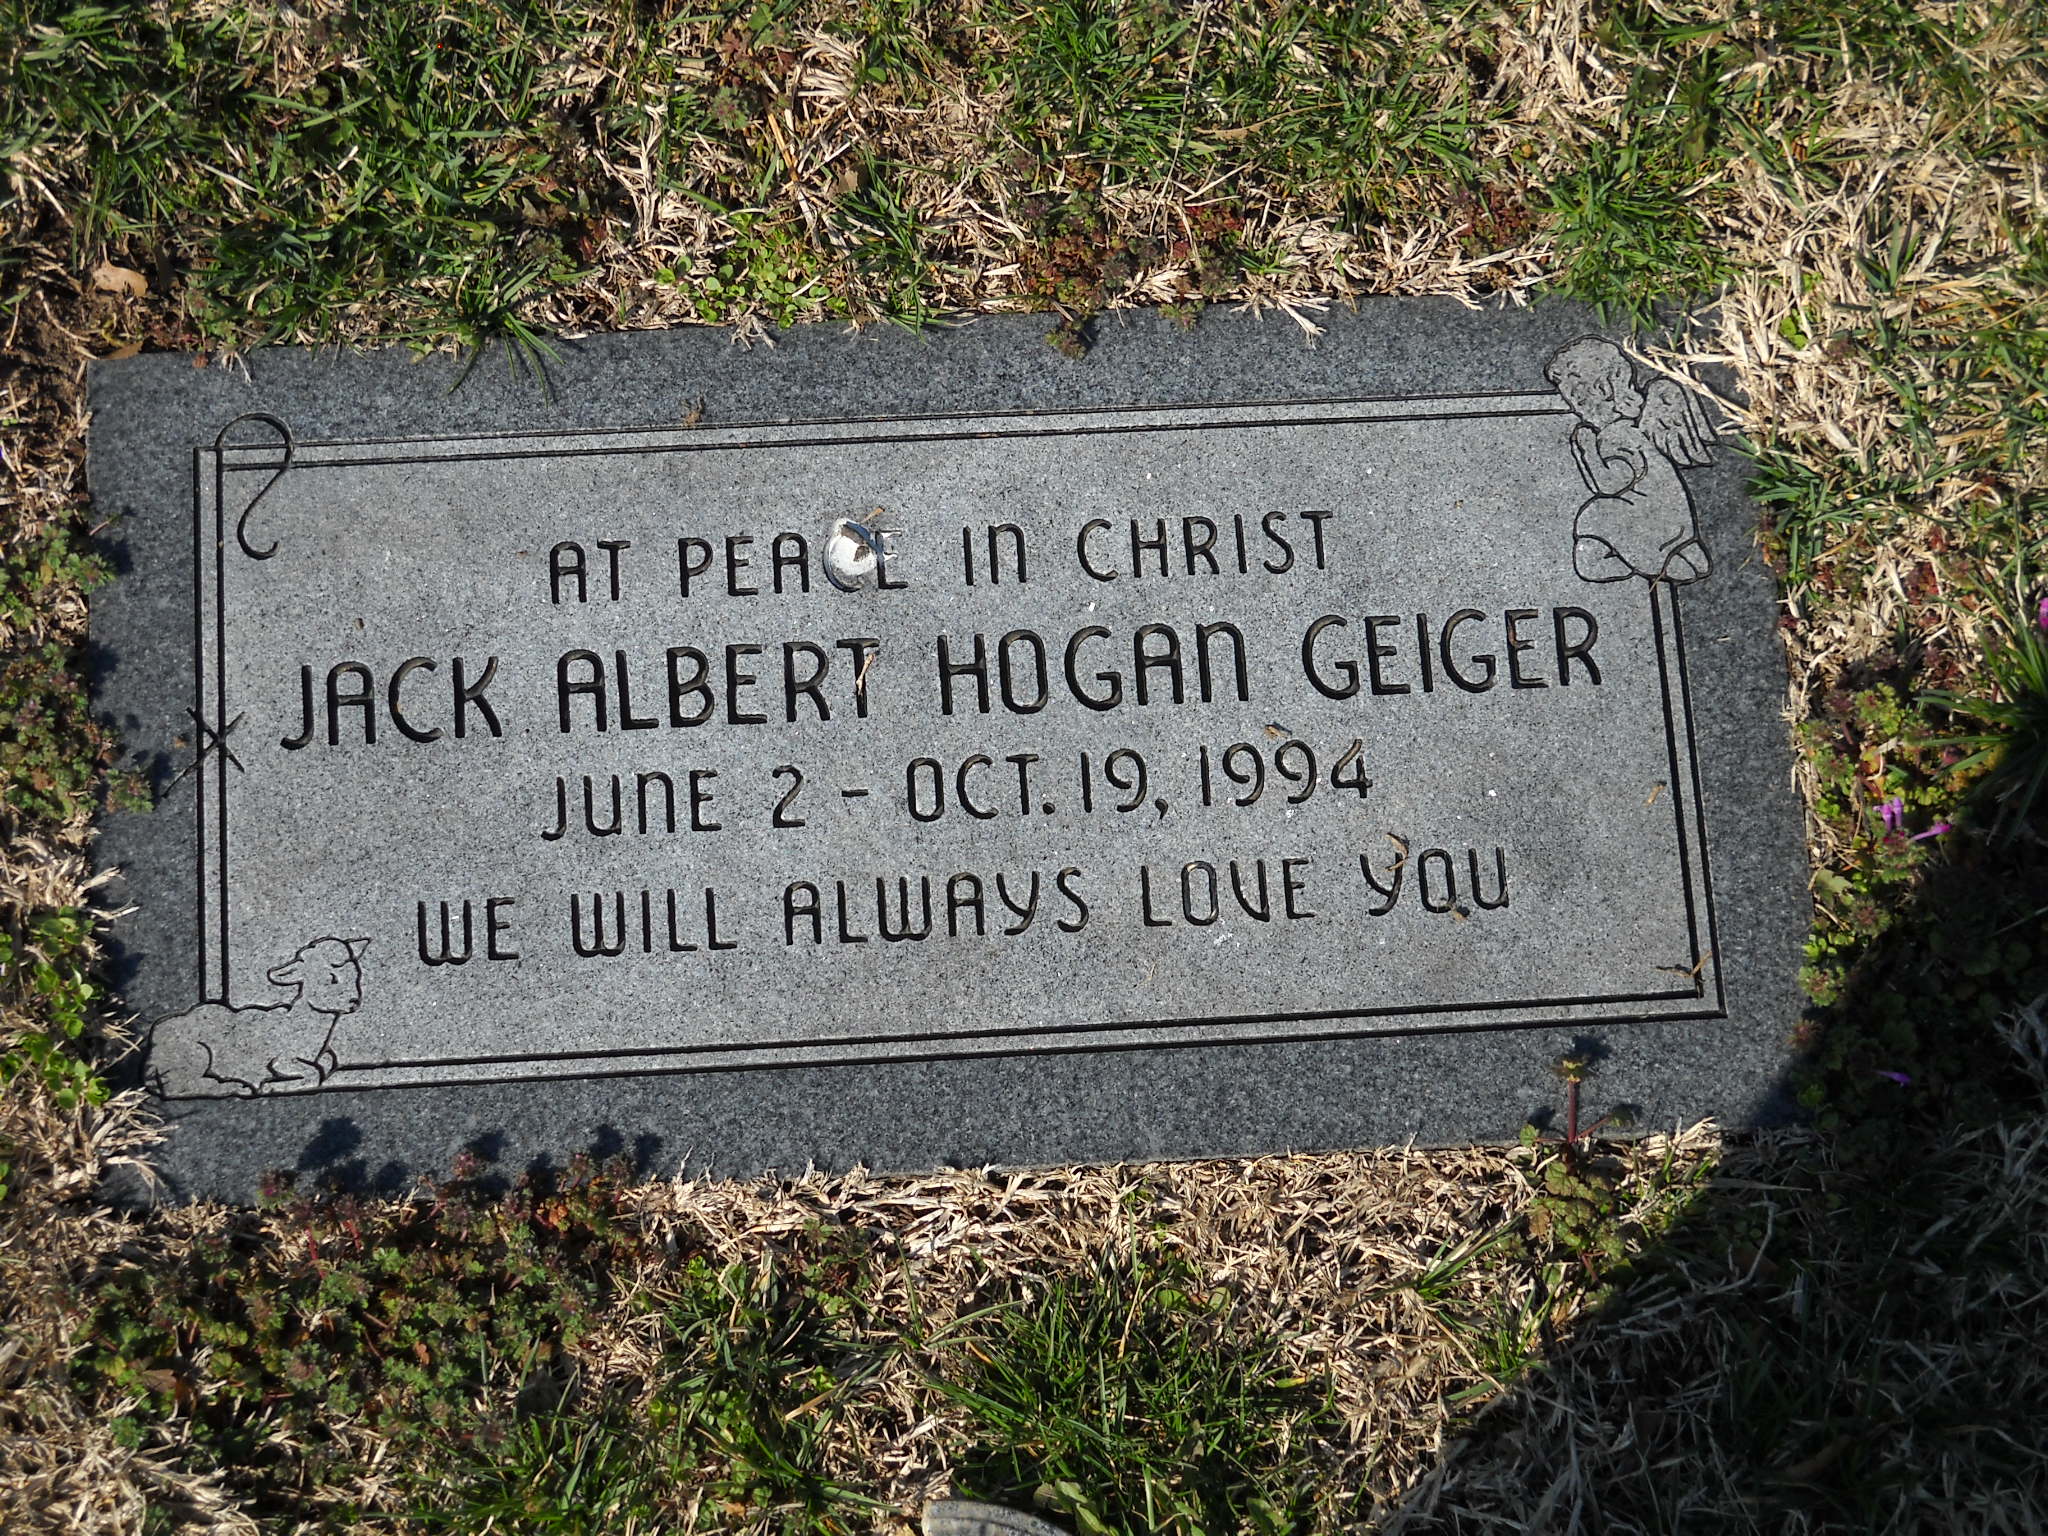 AT PEACE IN CHRIST
JACK ALBERT HOGAN GEIGER
JUNE 2 - OCT. 19, 1994
WE WILL ALWAYS LOVE YOU